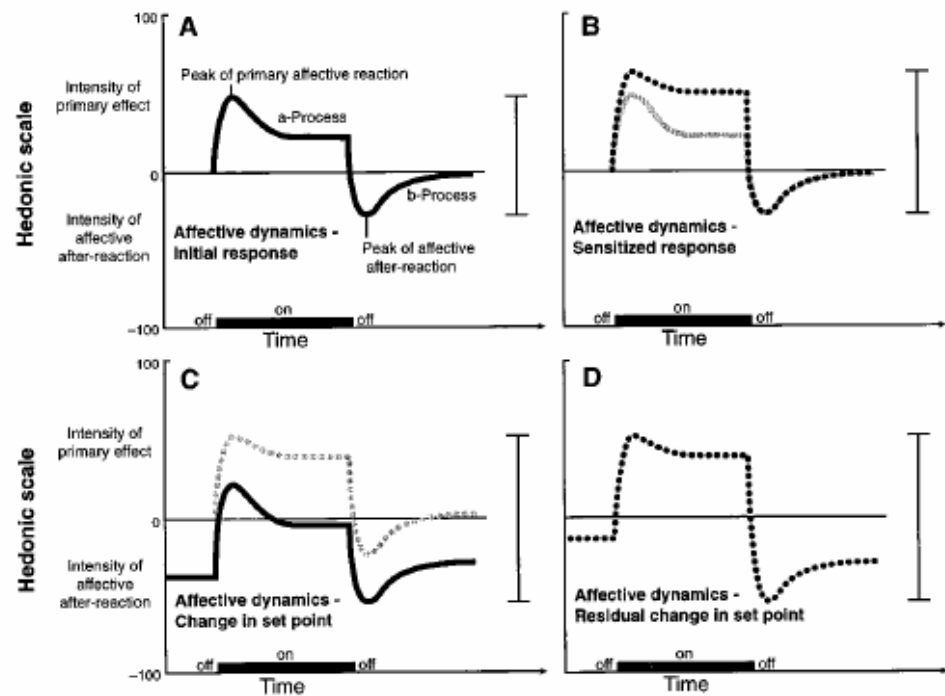 A
100
Peak of primary affective reaction
Intensity of
primary effect
a-Process
Hedonic scale
0
b-Process
Intensity of
affective
after-reaction
Affective dynamics -
Initial response
Peak of affective
after-reaction
on
off
off
-100
Time
B
Affective dynamics -
Sensitized response
on
off
off
Time
C
Intensity of
primary effect
Hedonic scale
0
Intensity of
affective
after-reaction
Affective dynamics -
Change in set point
on
off
off
-100
Time
D
Affective dynamics -
Residual change in set point
on
off
off
Time